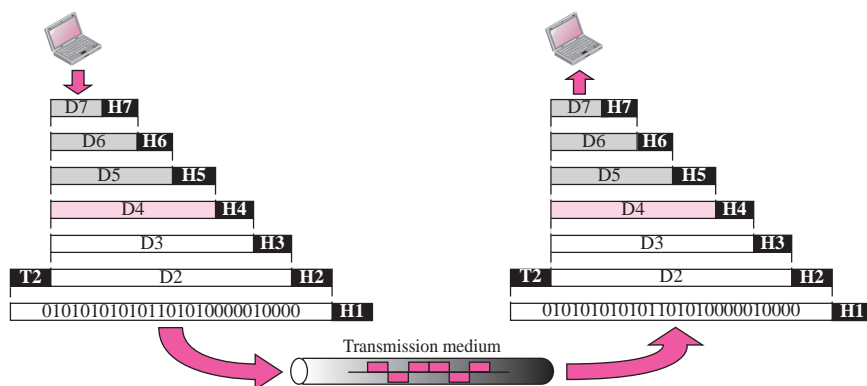 D7 H7
D6 H6
D5 H5
D4 H4
D3 H3
T2 D2 H2
010101010101101010000010000 H1
D7 H7
D6 H6
D5 H5
D4 H4
D3 H3
T2 D2 H2
010101010101101010000010000 H1
Transmission medium